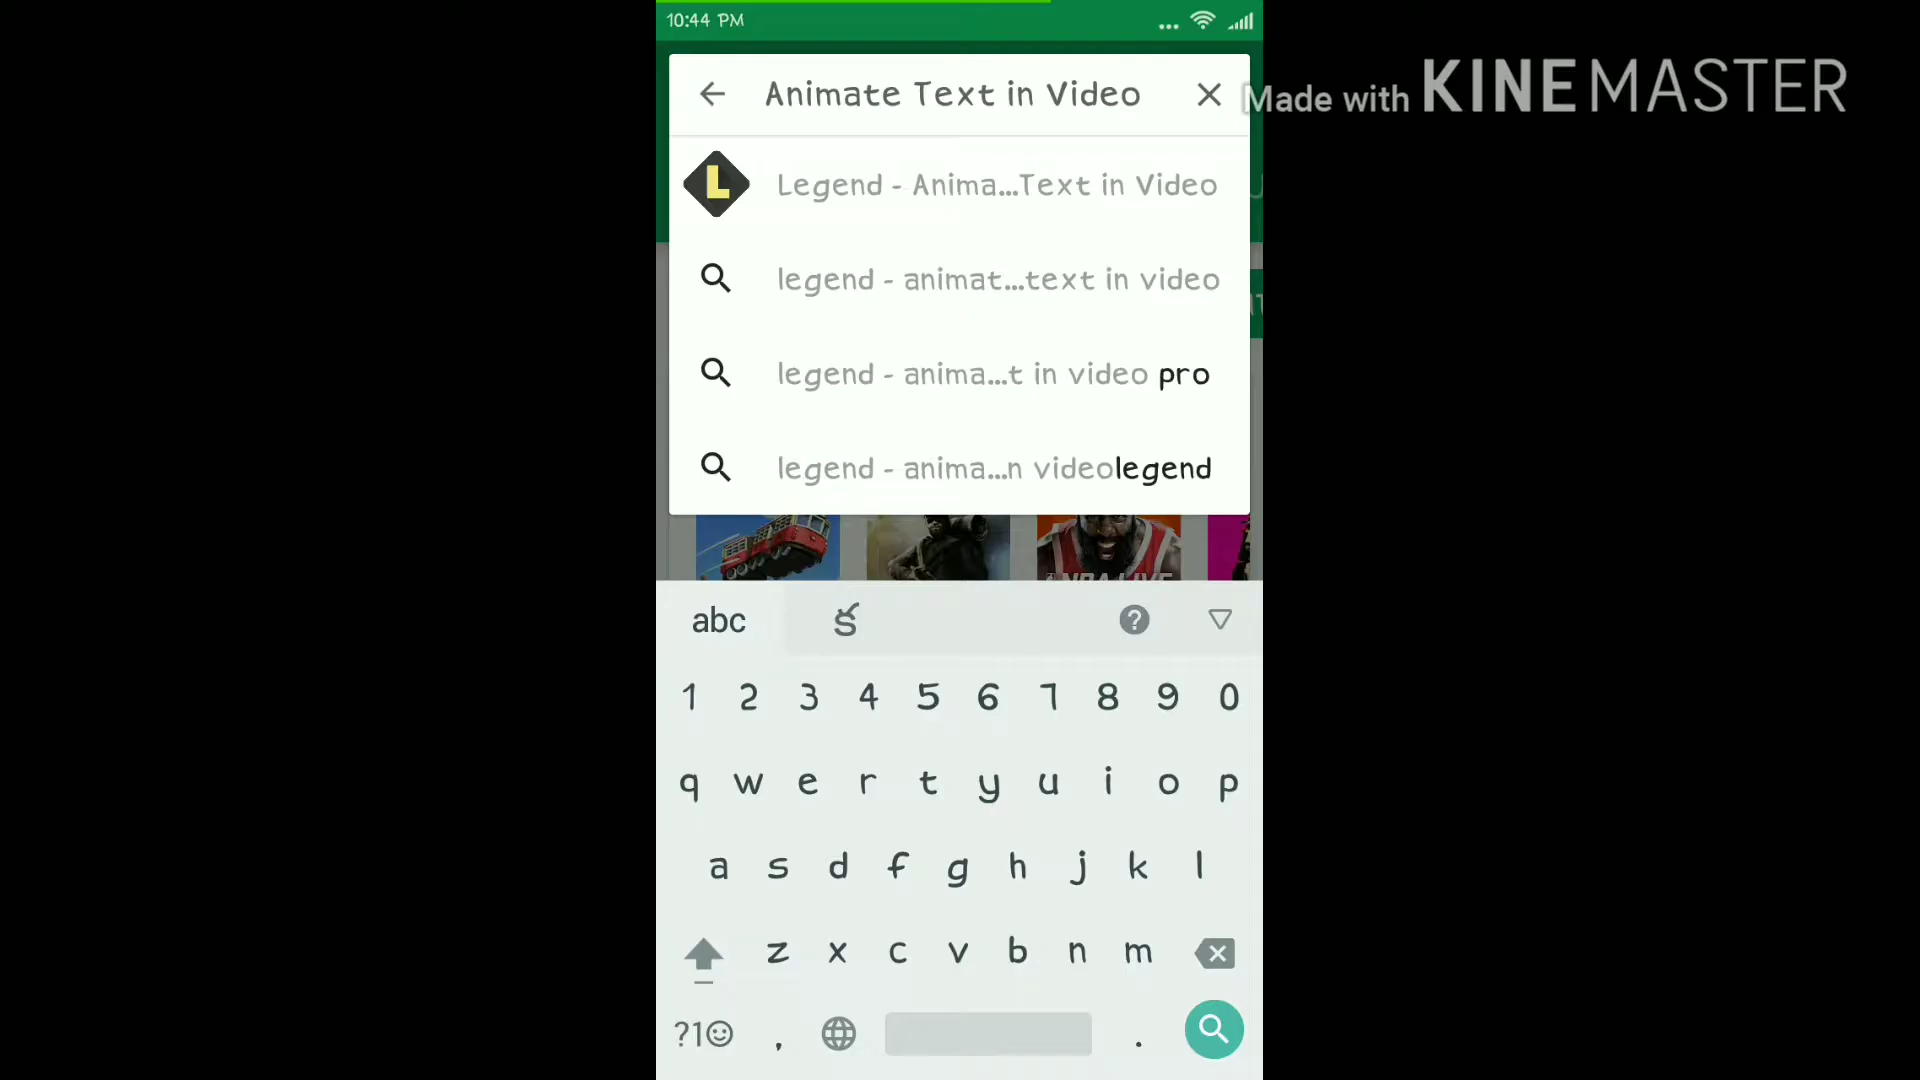 10:44 PM
Animate Text in Video
Made with KINEMASTER
L
Legend - Anima...Text in Video
legend - animat...text in video
legend - anima...t in video pro
legend - anima...n videolegend
NBA LIVE
abc
క
1 2 3 4 5 6 7 8 9 0
q w e r t y u i o p
a s d f g h j k l
z x c v b n m
?1☺ , .